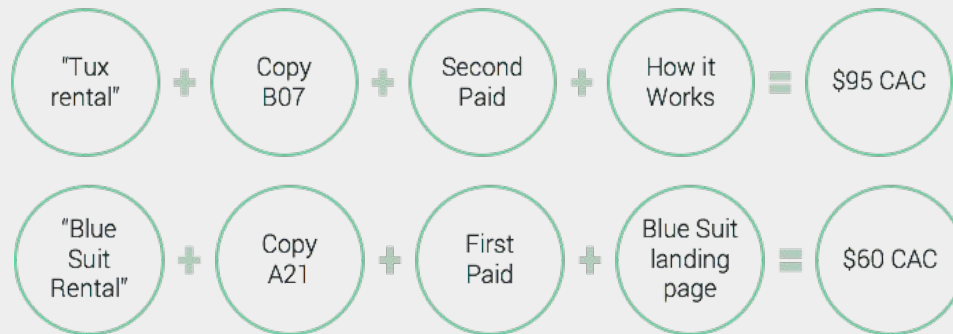 "Tux
rental"
+
Copy
B07
+
Second
Paid
+
How it
Works
=
$95 CAC
"Blue
Suit
Rental"
+
Copy
A21
+
First
Paid
+
Blue Suit
landing
page
=
$60 CAC